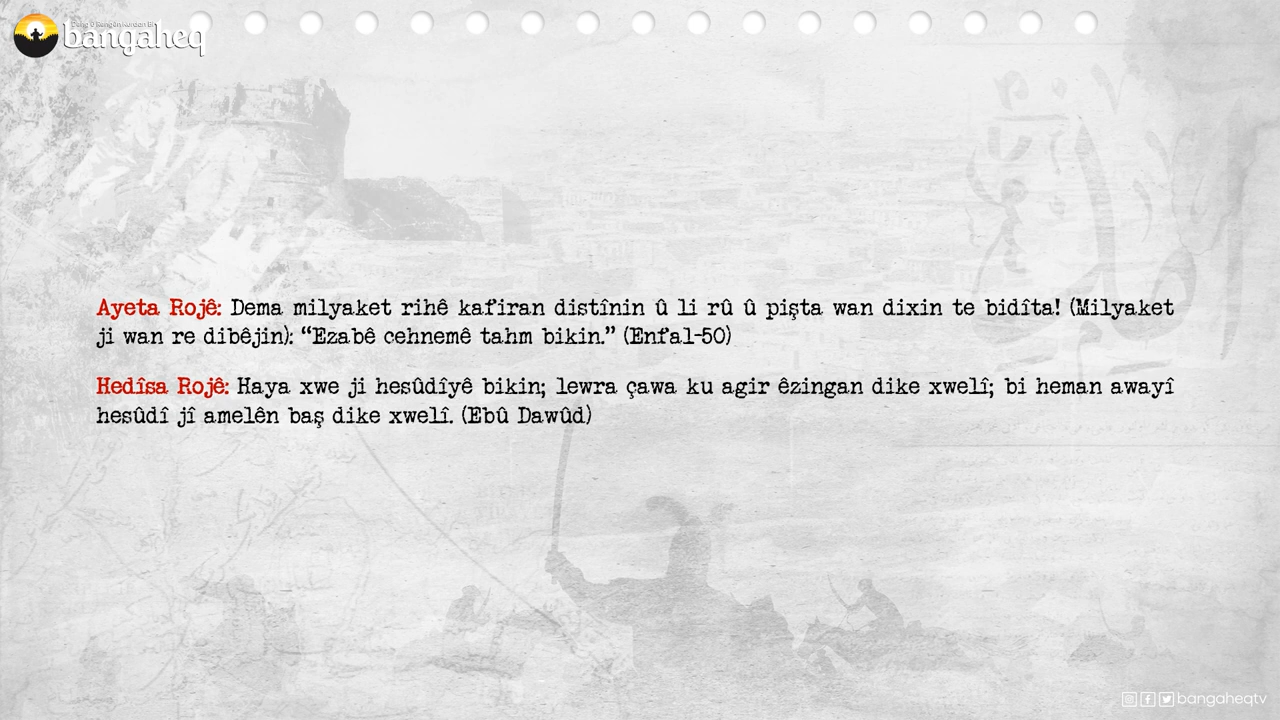 bangaheq
Ayeta Rojê: Dema milyaket rihê kafiran distînin û li rû û pişta wan dixin te bidîta! (Milyaket
ji wan re dibêjin): “Ezabê cehnemê tahm bikin.” (Enfal-50)
Hedîsa Rojê: Haya xwe ji hesûdîyê bikin; lewra çawa ku agir êzingan dike xwelî; bi heman awayî
hesûdî jî amelên baş dike xwelî. (Ebû Dawûd)
bangaheqtv